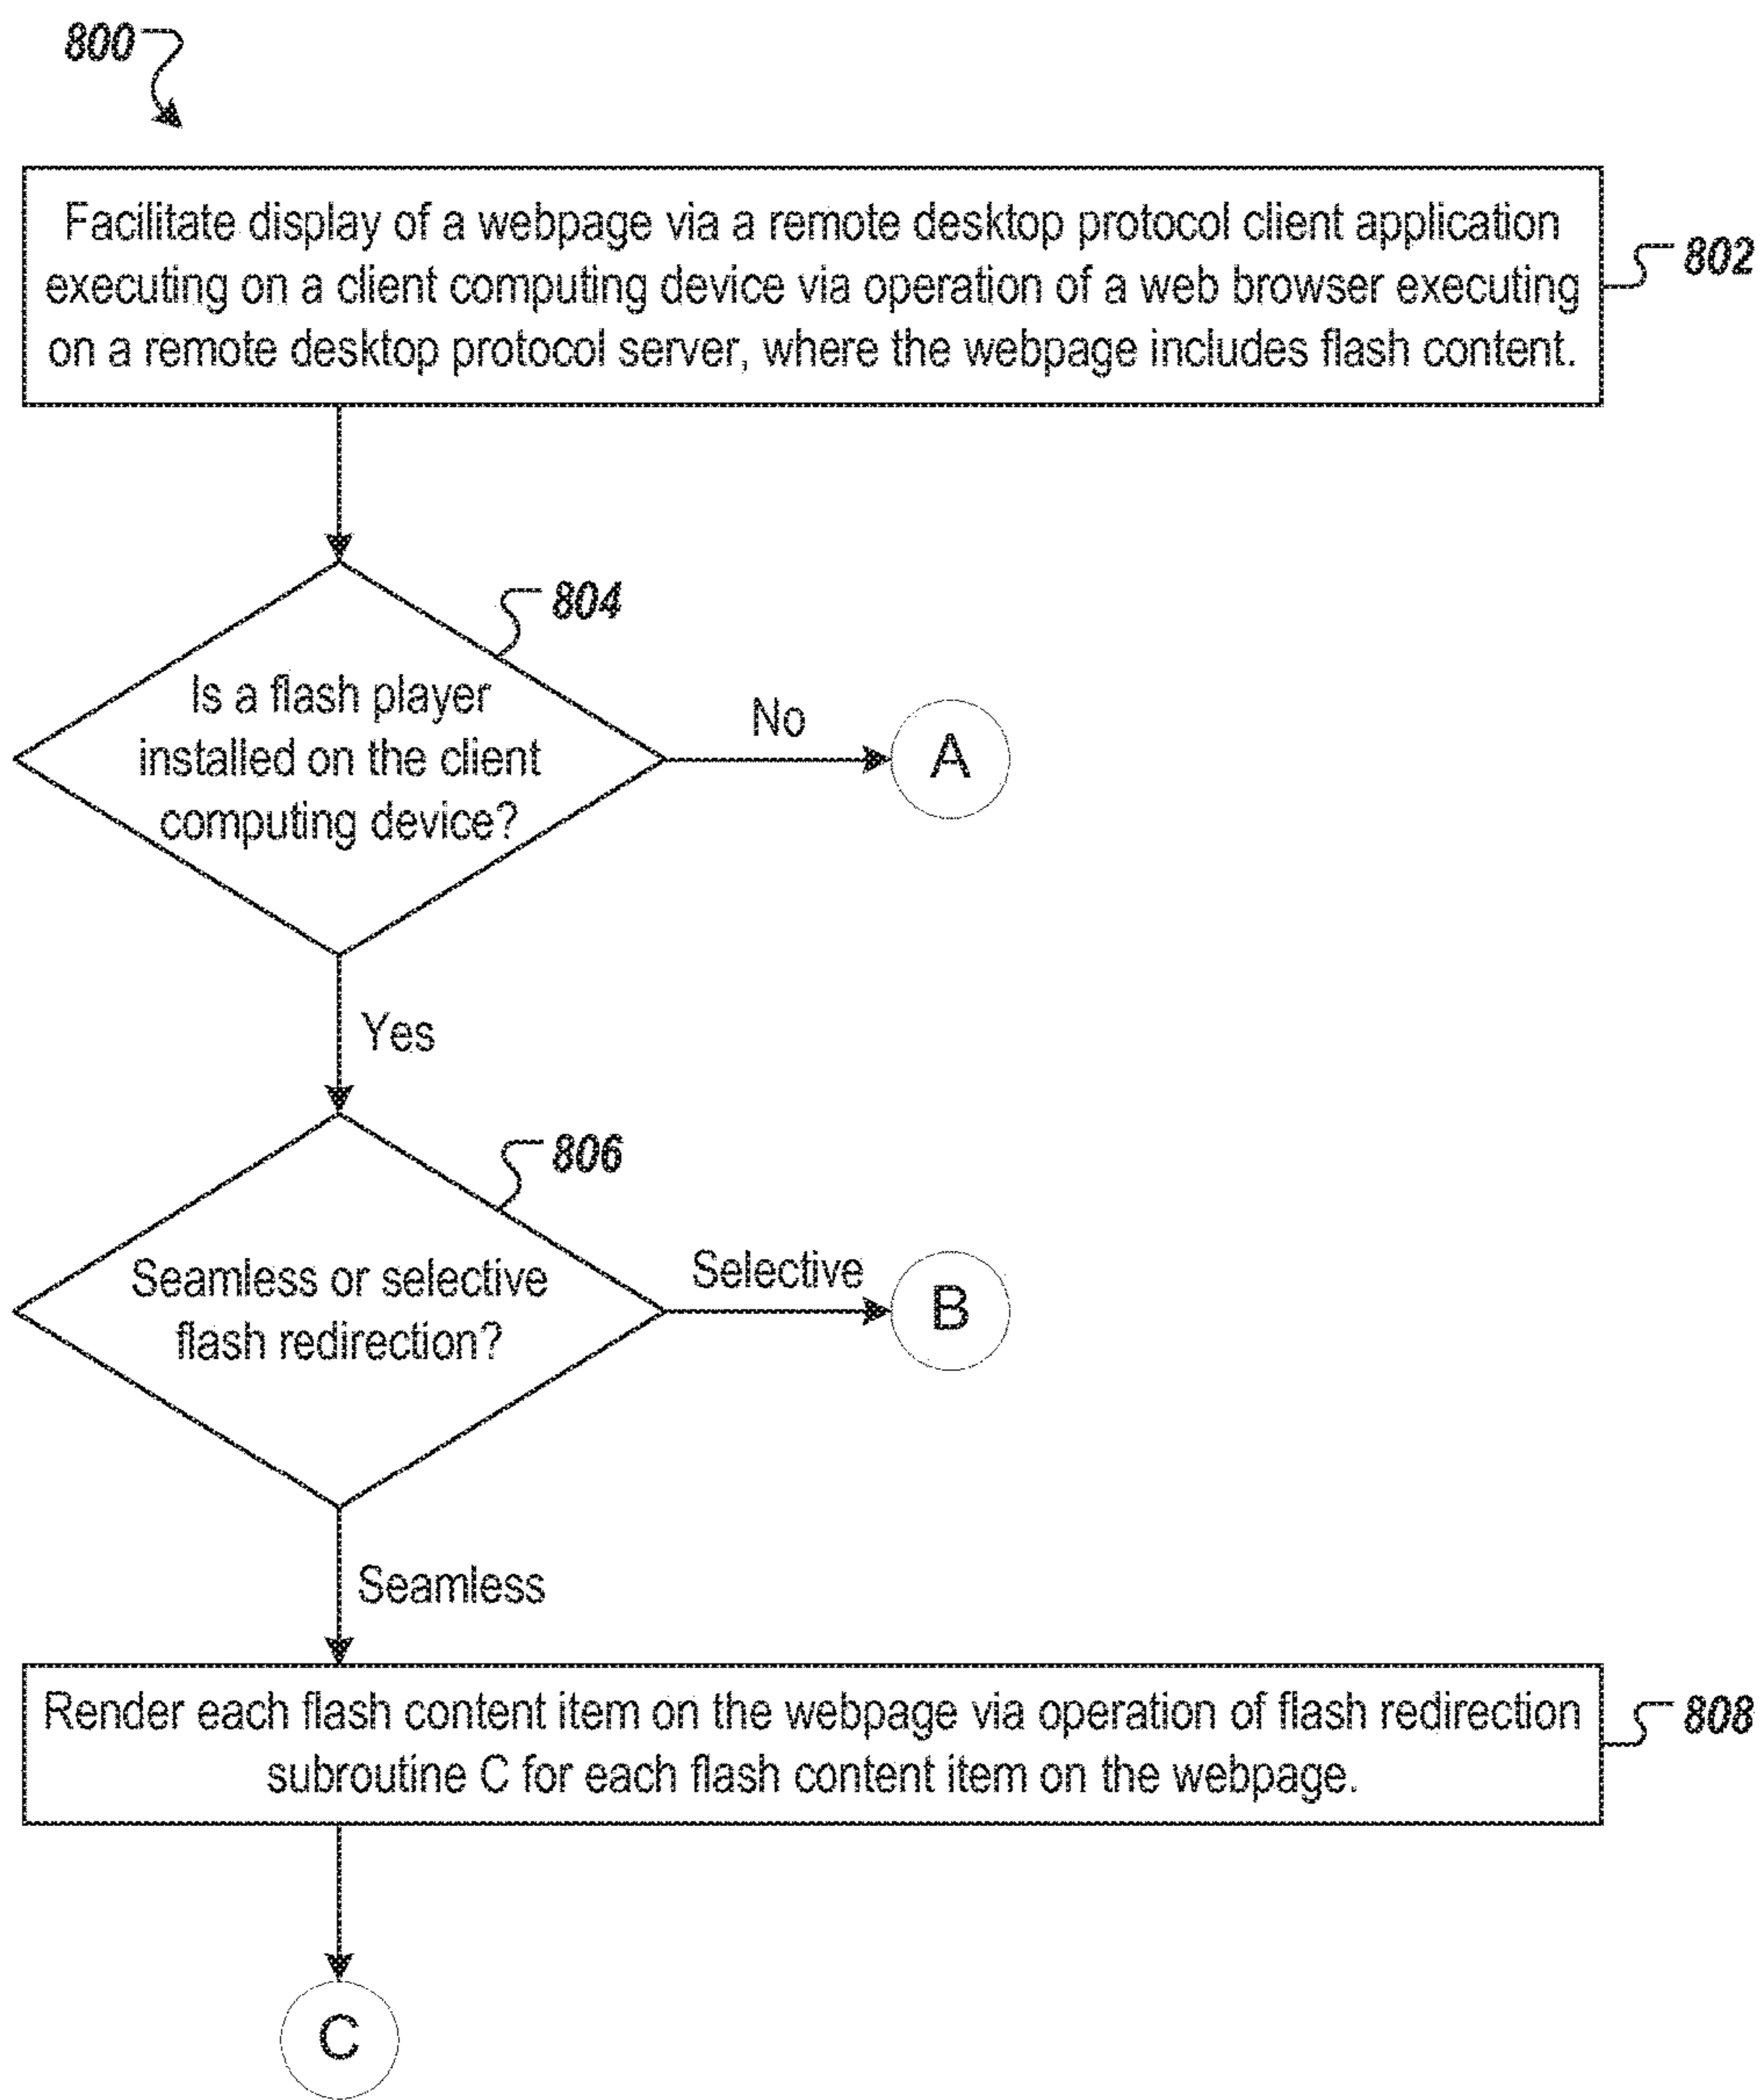 800
Facilitate display of a webpage via a remote desktop protocol client application
executing on a client computing device via operation of a web browser executing
on a remote desktop protocol server, where the webpage includes flash content.
802
804
Is a flash player
installed on the client
computing device?
No
A
Yes
806
Seamless or selective
flash redirection?
Selective
B
Seamless
Render each flash content item on the webpage via operation of flash redirection
subroutine C for each flash content item on the webpage.
808
C